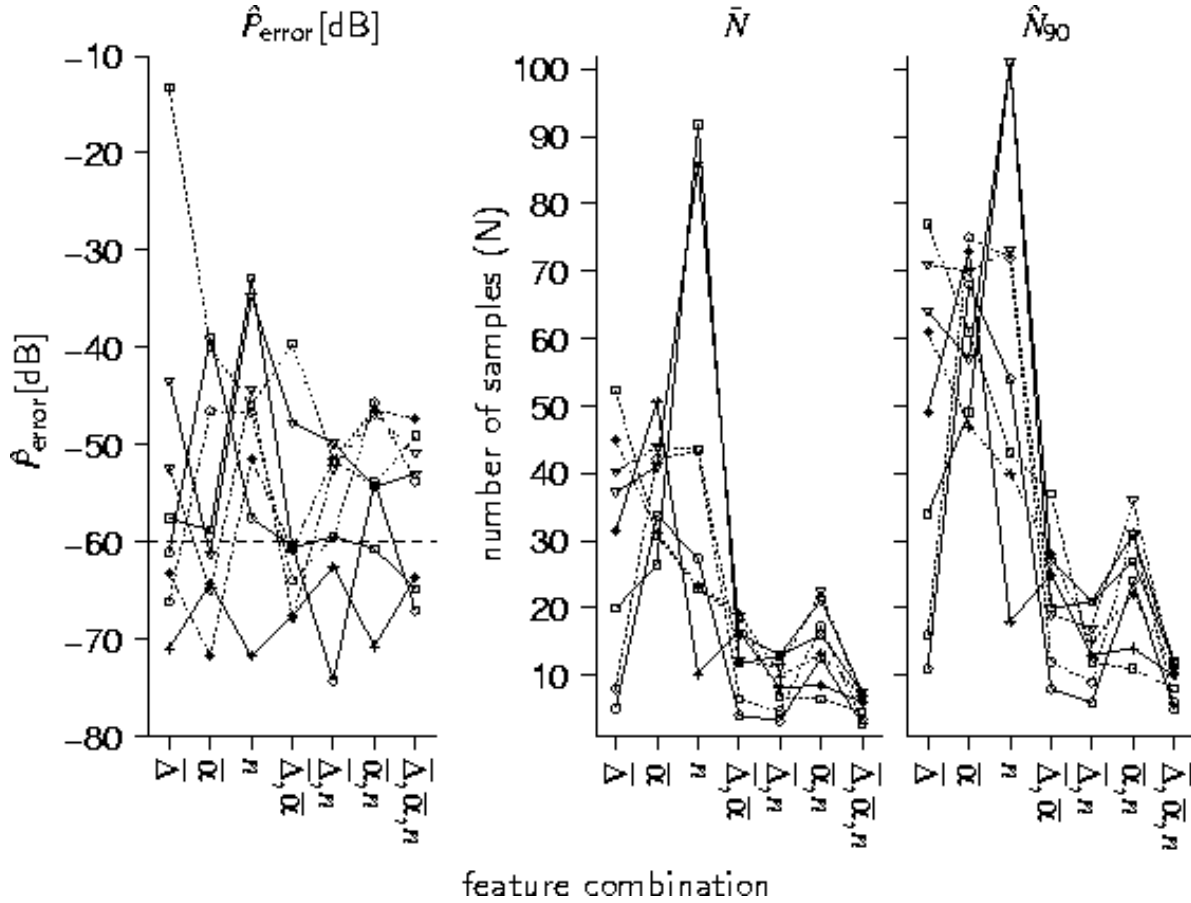 P̂error[dB]
N̄
N̂90
p̂error[dB]
−10
−20
−30
−40
−50
−60
−70
−80
number of samples (N)
100
90
80
70
60
50
40
30
20
10
Δ̅
α̅
n
Δ̅, α̅
Δ̅, n
α̅, n
Δ̅, α̅, n
Δ̅
α̅
n
Δ̅, α̅
Δ̅, n
α̅, n
Δ̅, α̅, n
Δ̅
α̅
n
Δ̅, α̅
Δ̅, n
α̅, n
Δ̅, α̅, n
feature combination